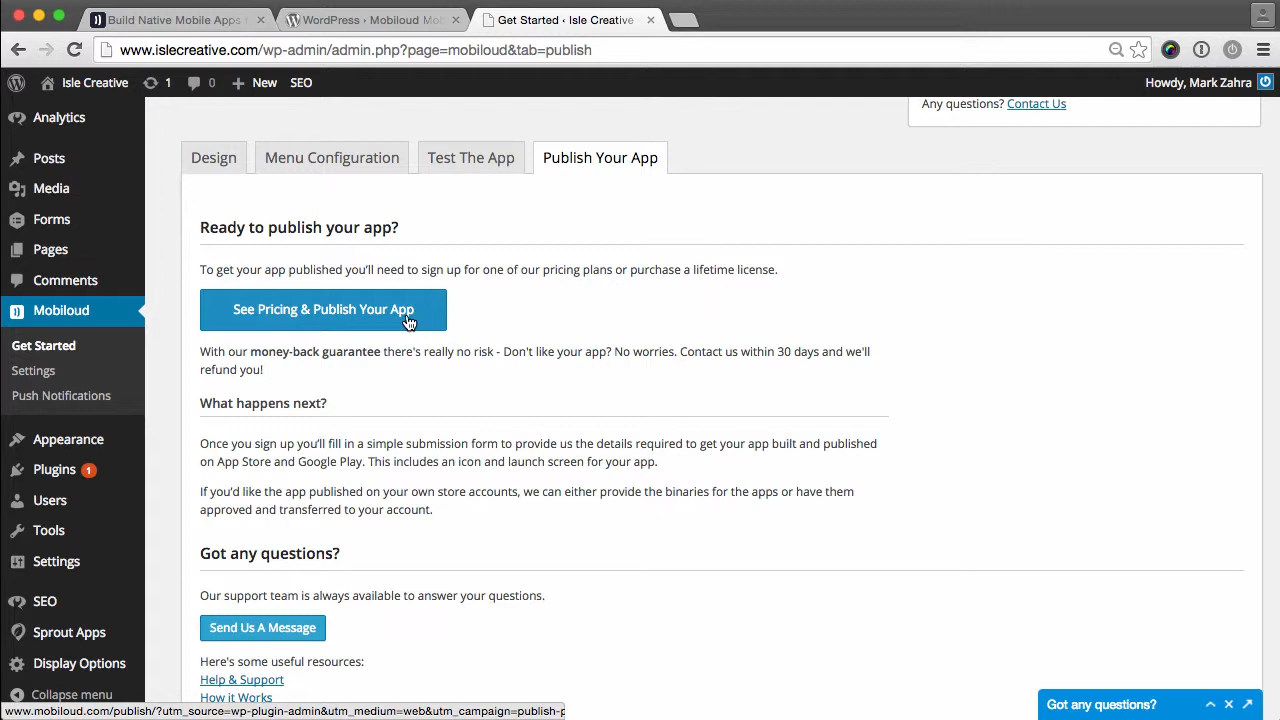 Build Native Mobile Apps
WordPress › Mobiloud Mo
Get Started ‹ Isle Creative
www.islecreative.com/wp-admin/admin.php?page=mobiloud&tab=publish
Isle Creative
1
0
New
SEO
Howdy, Mark Zahra
Analytics
Posts
Media
Forms
Pages
Comments
Mobiloud
Get Started
Settings
Push Notifications
Appearance
Plugins 1
Users
Tools
Settings
SEO
Sprout Apps
Display Options
Collapse menu
Any questions? Contact Us
Design
Menu Configuration
Test The App
Publish Your App
Ready to publish your app?
To get your app published you'll need to sign up for one of our pricing plans or purchase a lifetime license.
See Pricing & Publish Your App
With our money-back guarantee there's really no risk - Don't like your app? No worries. Contact us within 30 days and we'll
refund you!
What happens next?
Once you sign up you'll fill in a simple submission form to provide us the details required to get your app built and published
on App Store and Google Play. This includes an icon and launch screen for your app.
If you'd like the app published on your own store accounts, we can either provide the binaries for the apps or have them
approved and transferred to your account.
Got any questions?
Our support team is always available to answer your questions.
Send Us A Message
Here's some useful resources:
Help & Support
How it Works
www.mobiloud.com/publish/?utm_source=wp-plugin-admin&utm_medium=web&utm_campaign=publish-p
Got any questions?